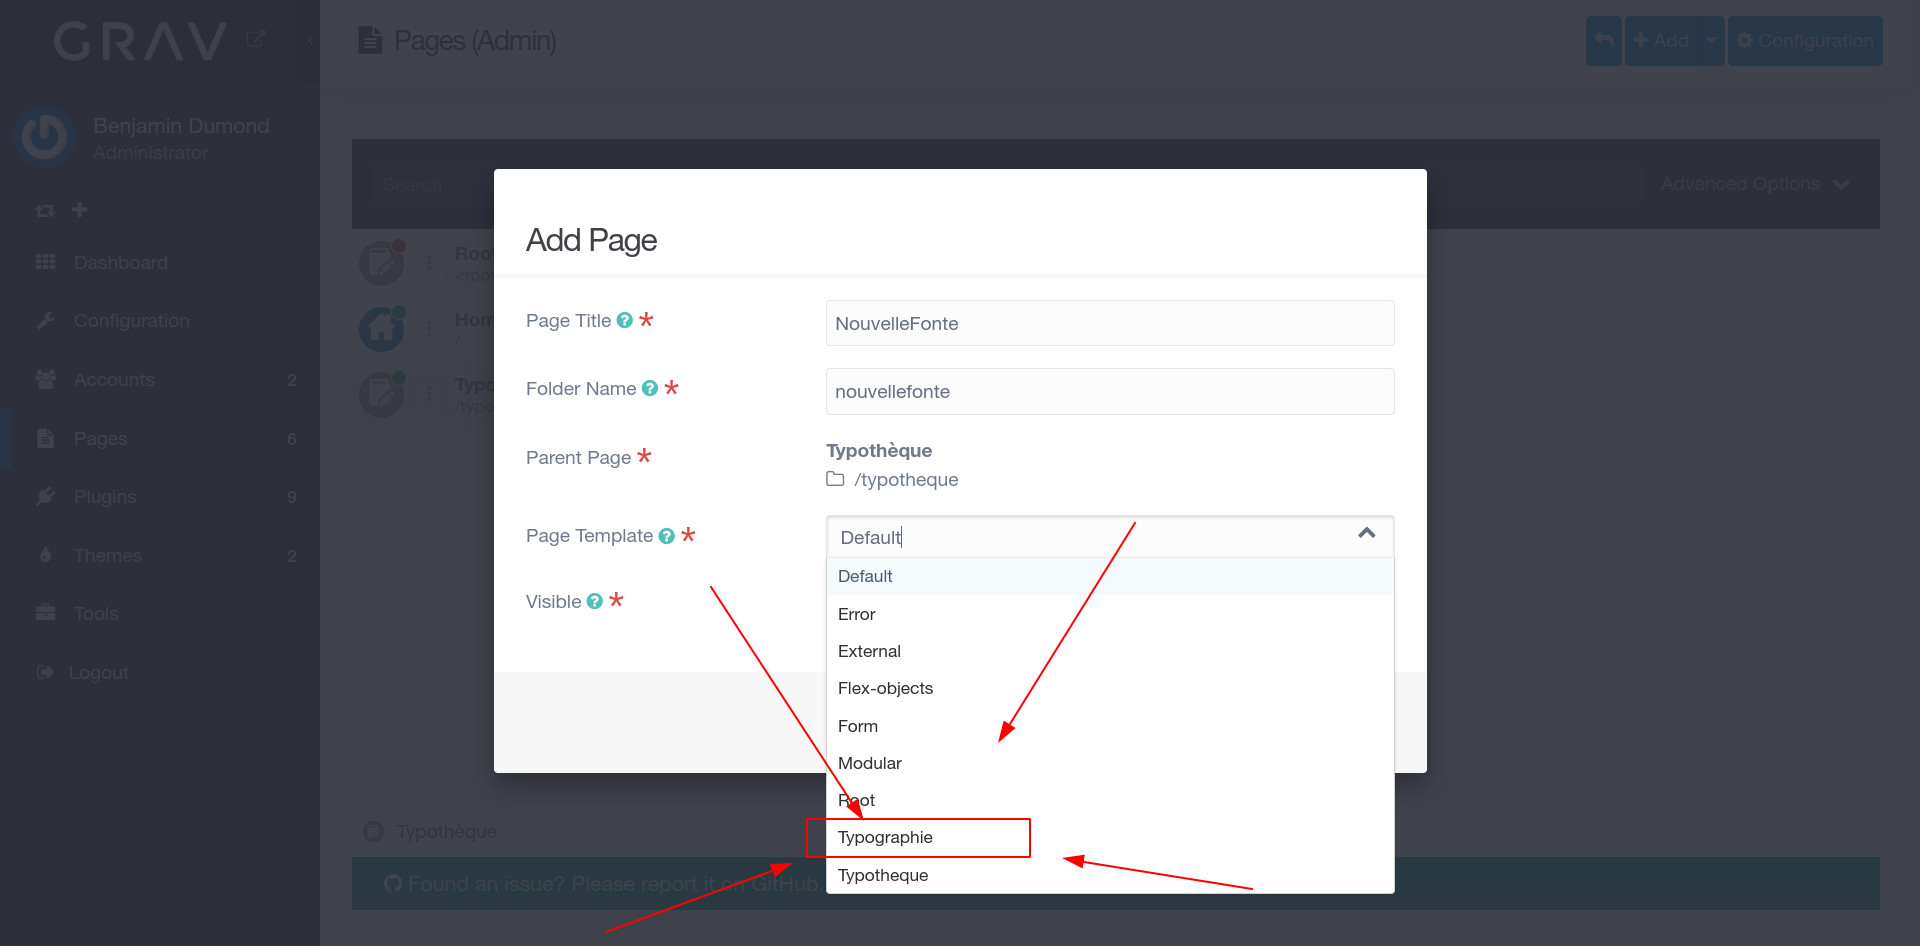 GRAV
Pages (Admin)
Add
Configuration
Benjamin Dumond
Administrator
Search...
Advanced Options
Dashboard
Configuration
Accounts 2
Pages 6
Plugins 9
Themes 2
Tools
Logout
Roo
<roo
Hom
/
Typo
/typo
Add Page
Page Title ? *
NouvelleFonte
Folder Name ? *
nouvellefonte
Parent Page *
Typothèque
/typotheque
Page Template ? *
Default
Visible ? *
Default
Error
External
Flex-objects
Form
Modular
Root
Typographie
Typotheque
Typothèque
Found an issue? Please report it on GitHub.